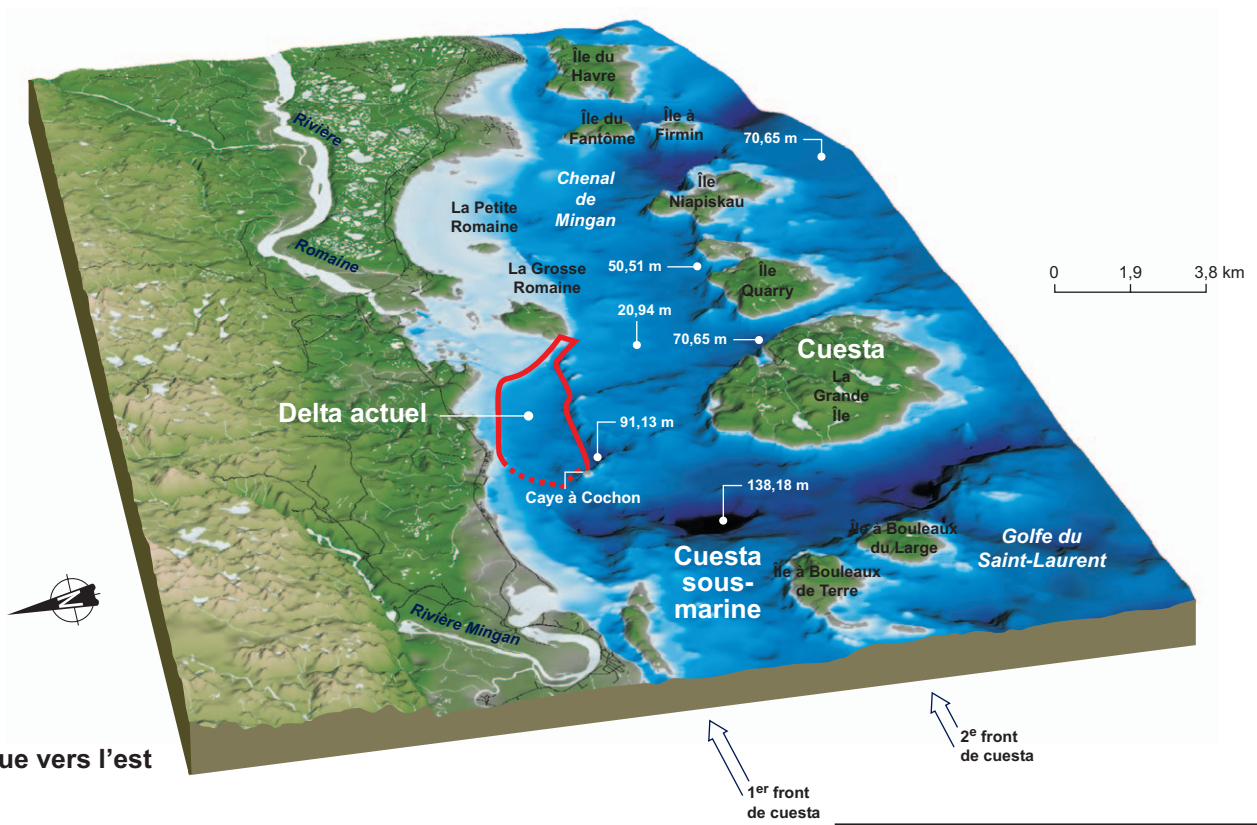 Île du
Havre
Île du
Fantôme
Île à
Firmin
70,65 m
Rivière
Chenal
de
Mingan
Île
Niapiskau
La Petite
Romaine
Romaine
La Grosse
Romaine
50,51 m
Île
Quarry
0 1,9 3,8 km
20,94 m
70,65 m
Cuesta
La
Grande
Île
Delta actuel
91,13 m
Caye à Cochon
138,18 m
Île à Bouleaux
du Large
Golfe du
Saint-Laurent
Cuesta
sous-
marine
Île à Bouleaux
de Terre
N
Rivière Mingan
2e front
de cuesta
ue vers l'est
1er front
de cuesta